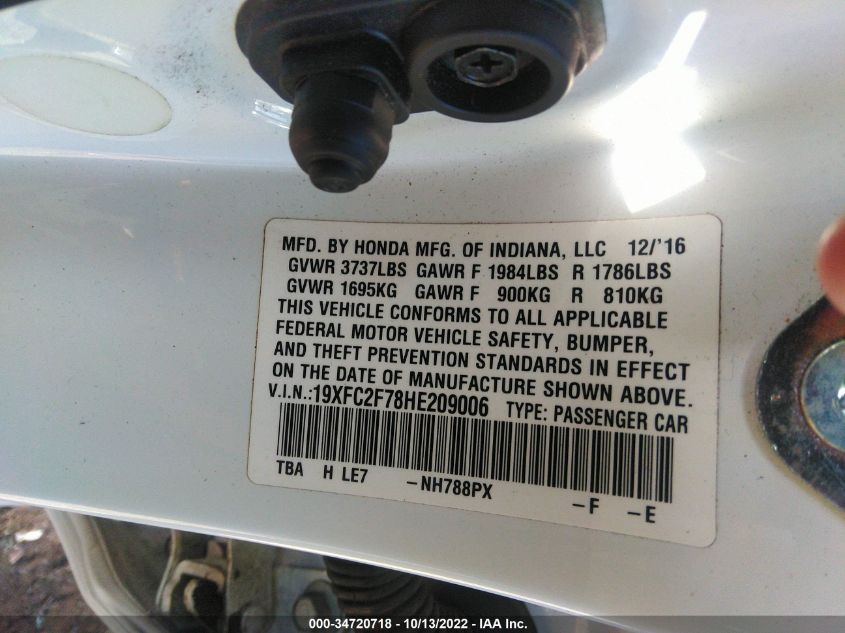 MFD. BY HONDA MFG. OF INDIANA, LLC 12/'16
GVWR 3737LBS GAWR F 1984LBS R 1786LBS
GVWR 1695KG GAWR F 900KG R 810KG
THIS VEHICLE CONFORMS TO ALL APPLICABLE
FEDERAL MOTOR VEHICLE SAFETY, BUMPER,
AND THEFT PREVENTION STANDARDS IN EFFECT
ON THE DATE OF MANUFACTURE SHOWN ABOVE.
V.I.N.:19XFC2F78HE209006 TYPE: PASSENGER CAR
TBA H LE7 -NH788PX
-F -E
000-34720718 - 10/13/2022 - IAA Inc.